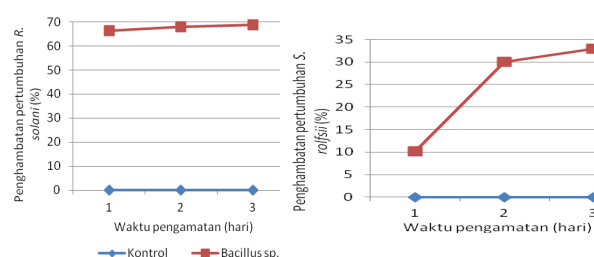 Penghambatan pertumbuhan R.
solani (%)
70
60
50
40
30
20
10
0
1 2 3
Waktu pengamatan (hari)
Kontrol Bacillus sp.
Penghambatan pertumbuhan S.
rolfsii (%)
35
30
25
20
15
10
5
0
1 2 3
Waktu pengamatan (hari)